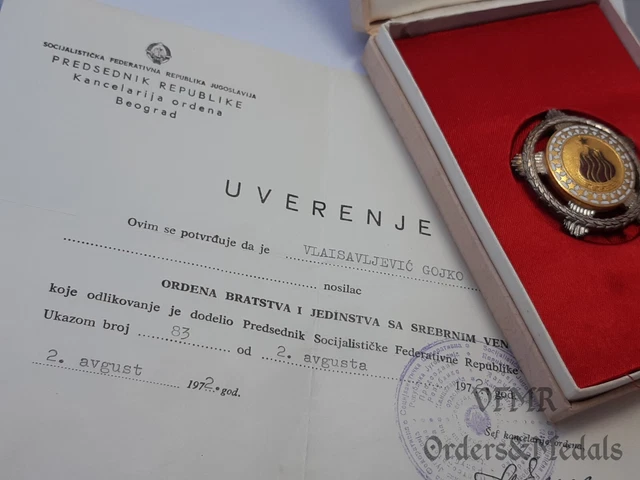 SOCIJALISTIČKA FEDERATIVNA REPUBLIKA JUGOSLAVIJA
PREDSEDNIK REPUBLIKE
Kancelarija ordena
Beograd
UVERENJE
Ovim se potvrđuje da je VLAISAVLJEVIĆ GOJKO
nosilac
ORDENA BRATSTVA I JEDINSTVA SA SREBRNIM VEN
koje odlikovanje je dodelio Predsednik Socijalističke Federativne Republike
Ukazom broj 83 od 2. avgusta 1972 god.
2. avgust 1972. god.
Šef kancelarije ordena,
VFMR
Orders&Medals